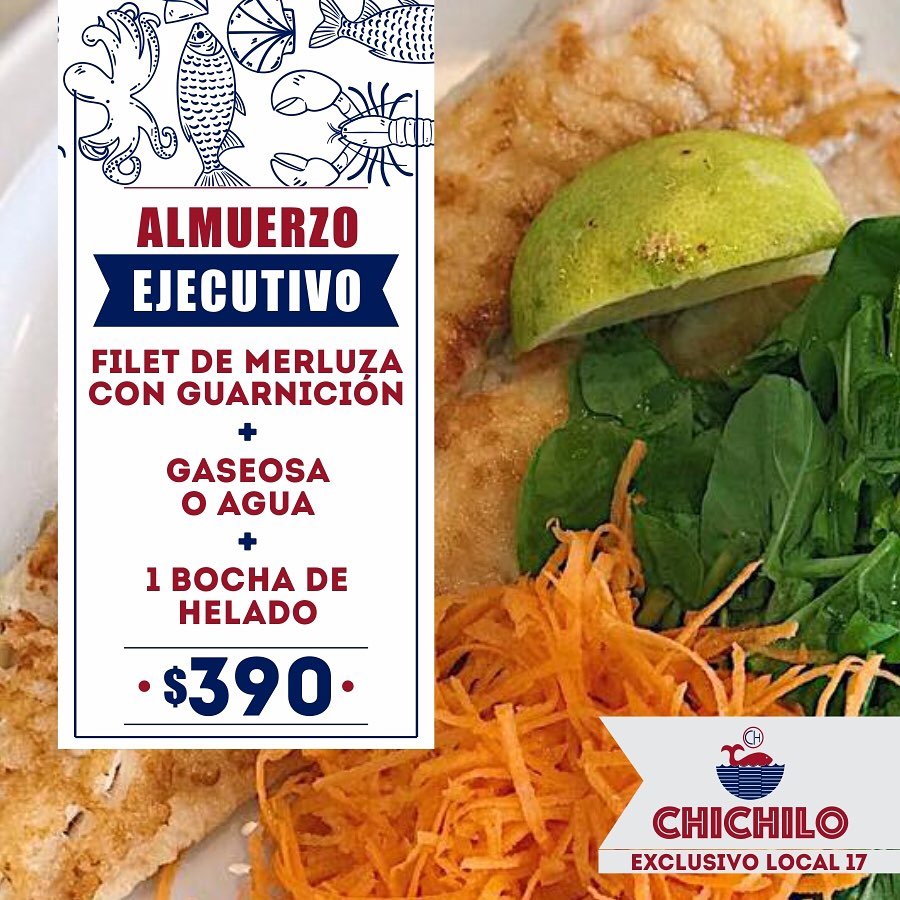 ALMUERZO
EJECUTIVO
FILET DE MERLUZA
CON GUARNICIÓN
+
GASEOSA
O AGUA
+
1 BOCHA DE
HELADO
• $390 •
CH
CHICHILO
EXCLUSIVO LOCAL 17